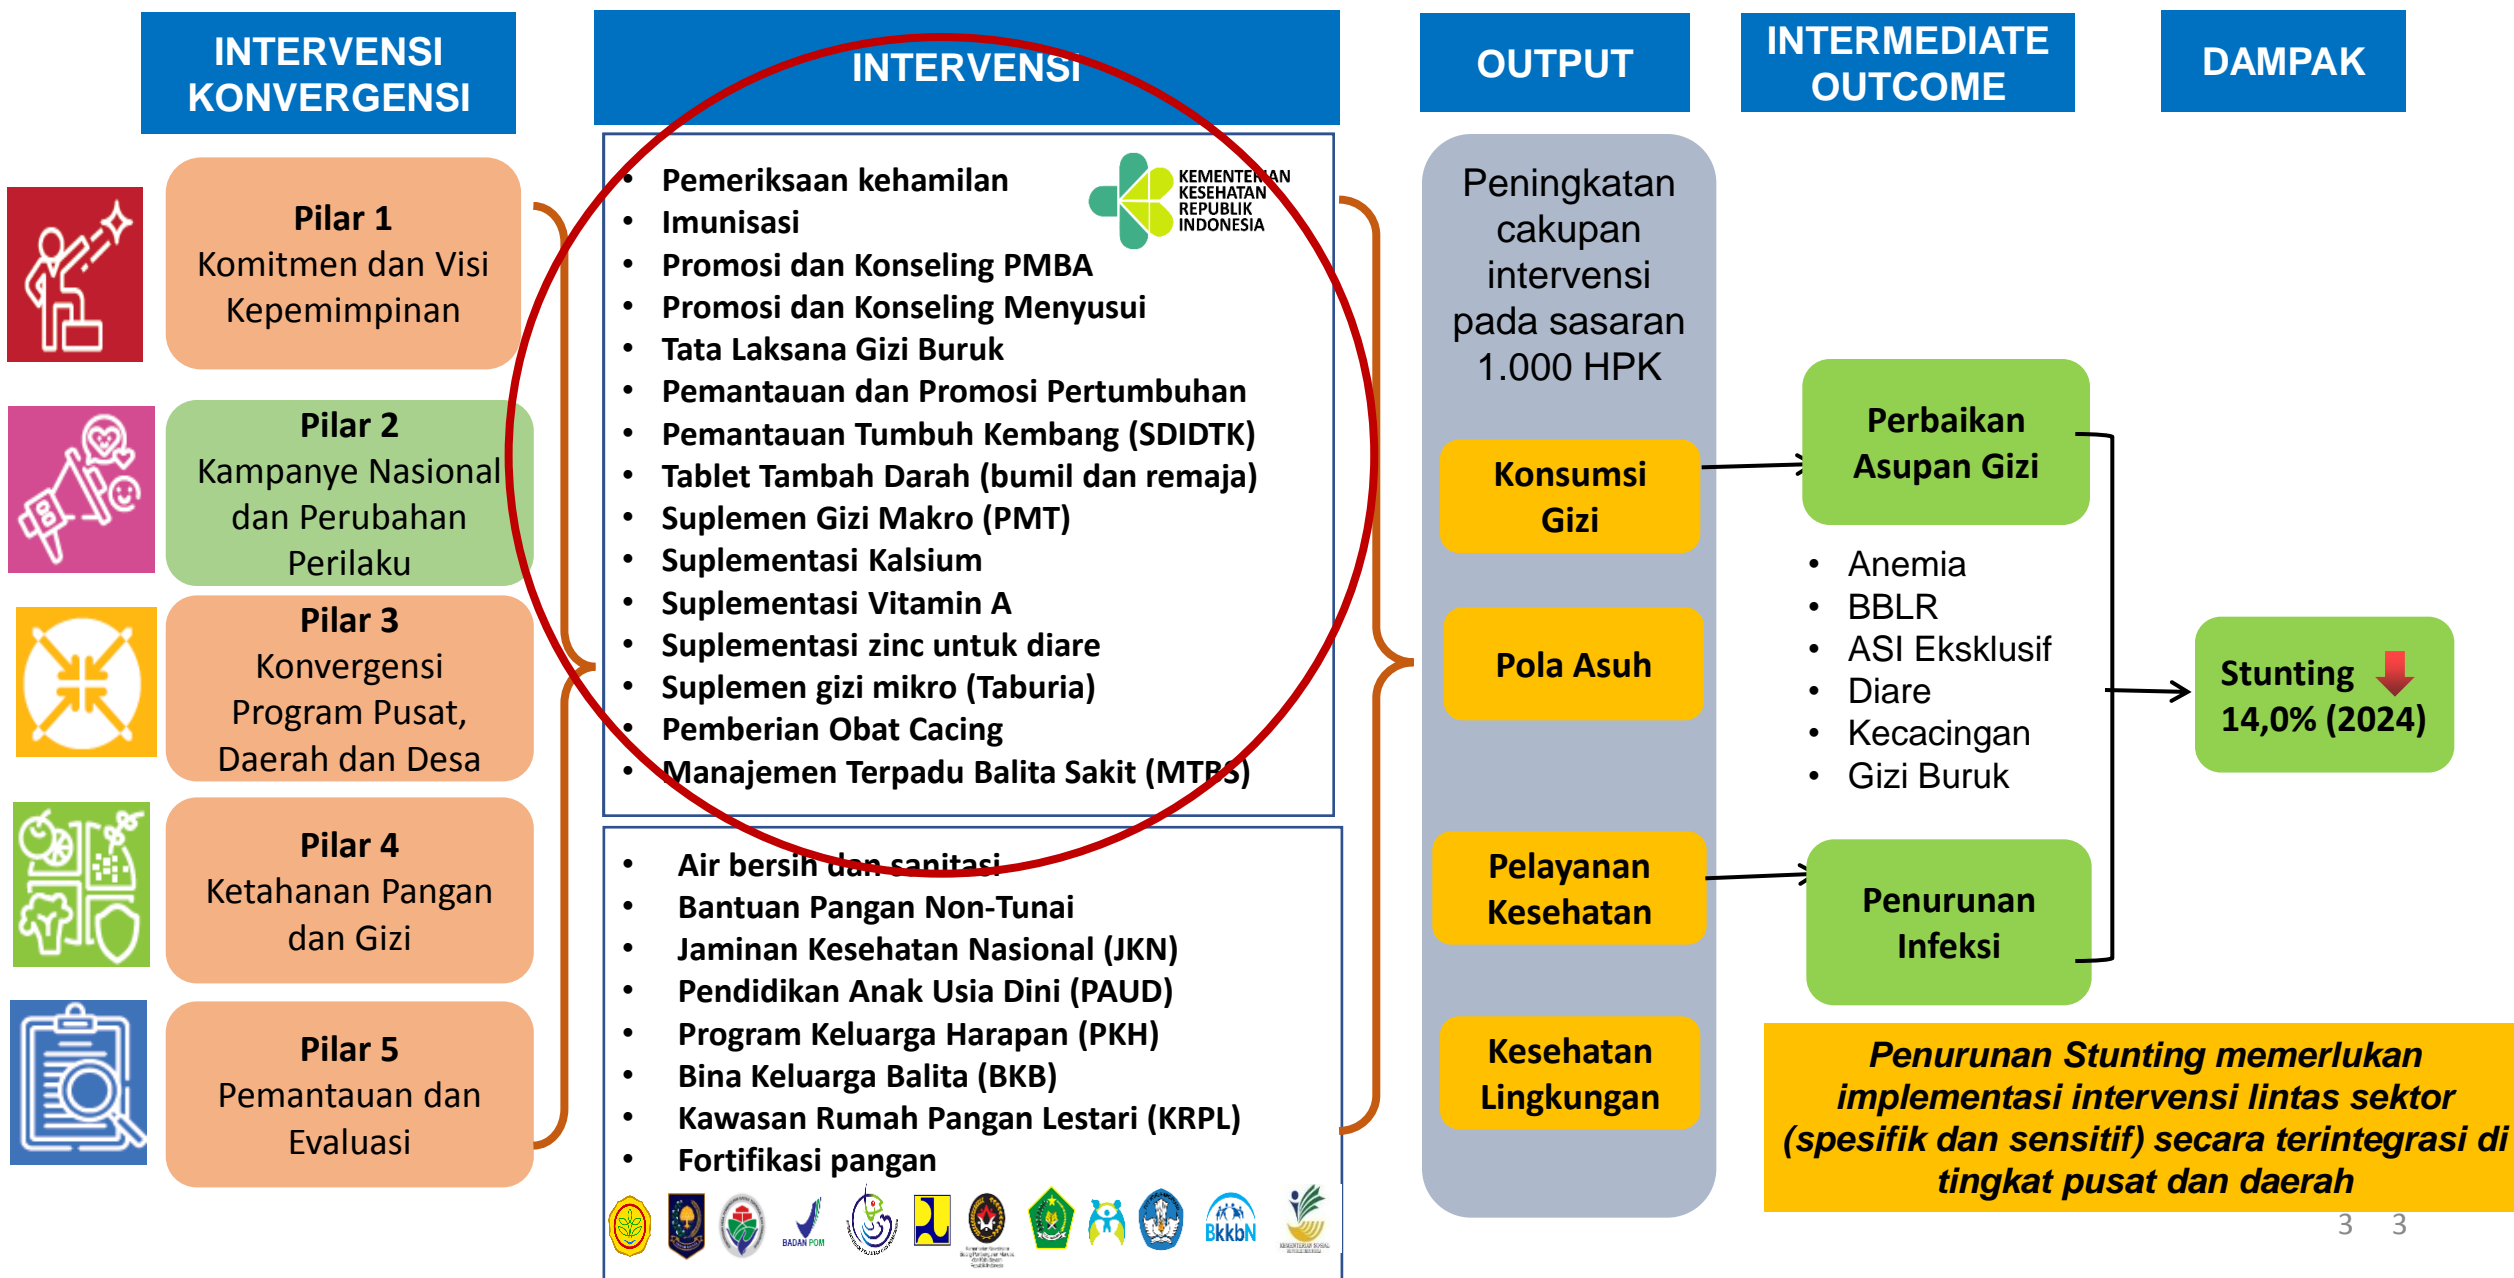 INTERVENSI
KONVERGENSI
INTERVENSI
OUTPUT
INTERMEDIATE
OUTCOME
DAMPAK
Pilar 1
Komitmen dan Visi
Kepemimpinan
Pilar 2
Kampanye Nasional
dan Perubahan
Perilaku
Pilar 3
Konvergensi
Program Pusat,
Daerah dan Desa
Pilar 4
Ketahanan Pangan
dan Gizi
Pilar 5
Pemantauan dan
Evaluasi
• Pemeriksaan kehamilan
• Imunisasi
• Promosi dan Konseling PMBA
• Promosi dan Konseling Menyusui
• Tata Laksana Gizi Buruk
• Pemantauan dan Promosi Pertumbuhan
• Pemantauan Tumbuh Kembang (SDIDTK)
• Tablet Tambah Darah (bumil dan remaja)
• Suplemen Gizi Makro (PMT)
• Suplementasi Kalsium
• Suplementasi Vitamin A
• Suplementasi zinc untuk diare
• Suplemen gizi mikro (Taburia)
• Pemberian Obat Cacing
• Manajemen Terpadu Balita Sakit (MTBS)
KEMENTERIAN
KESEHATAN
REPUBLIK
INDONESIA
• Air bersih dan sanitasi
• Bantuan Pangan Non-Tunai
• Jaminan Kesehatan Nasional (JKN)
• Pendidikan Anak Usia Dini (PAUD)
• Program Keluarga Harapan (PKH)
• Bina Keluarga Balita (BKB)
• Kawasan Rumah Pangan Lestari (KRPL)
• Fortifikasi pangan
BADAN POM
BkkbN
KEMENTERIAN SOSIAL
Peningkatan
cakupan
intervensi
pada sasaran
1.000 HPK
Konsumsi
Gizi
Pola Asuh
Pelayanan
Kesehatan
Kesehatan
Lingkungan
Perbaikan
Asupan Gizi
• Anemia
• BBLR
• ASI Eksklusif
• Diare
• Kecacingan
• Gizi Buruk
Penurunan
Infeksi
Stunting
14,0% (2024)
Penurunan Stunting memerlukan
implementasi intervensi lintas sektor
(spesifik dan sensitif) secara terintegrasi di
tingkat pusat dan daerah
3 3